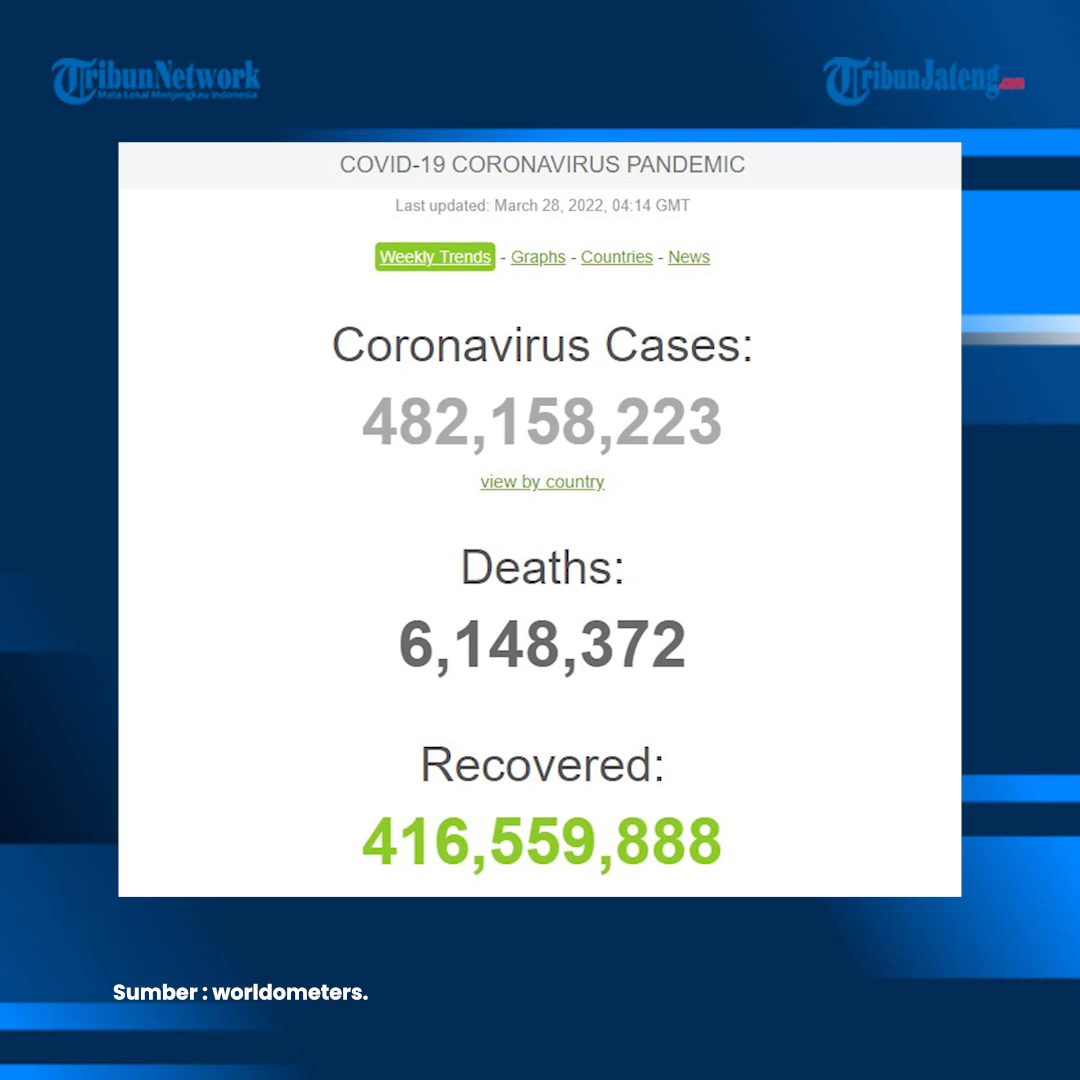 TribunNetwork
Mata Lokal Menjangkau Indonesia
TribunJateng.com
COVID-19 CORONAVIRUS PANDEMIC
Last updated: March 28, 2022, 04:14 GMT
Weekly Trends - Graphs - Countries - News
Coronavirus Cases:
482,158,223
view by country
Deaths:
6,148,372
Recovered:
416,559,888
Sumber : worldometers.